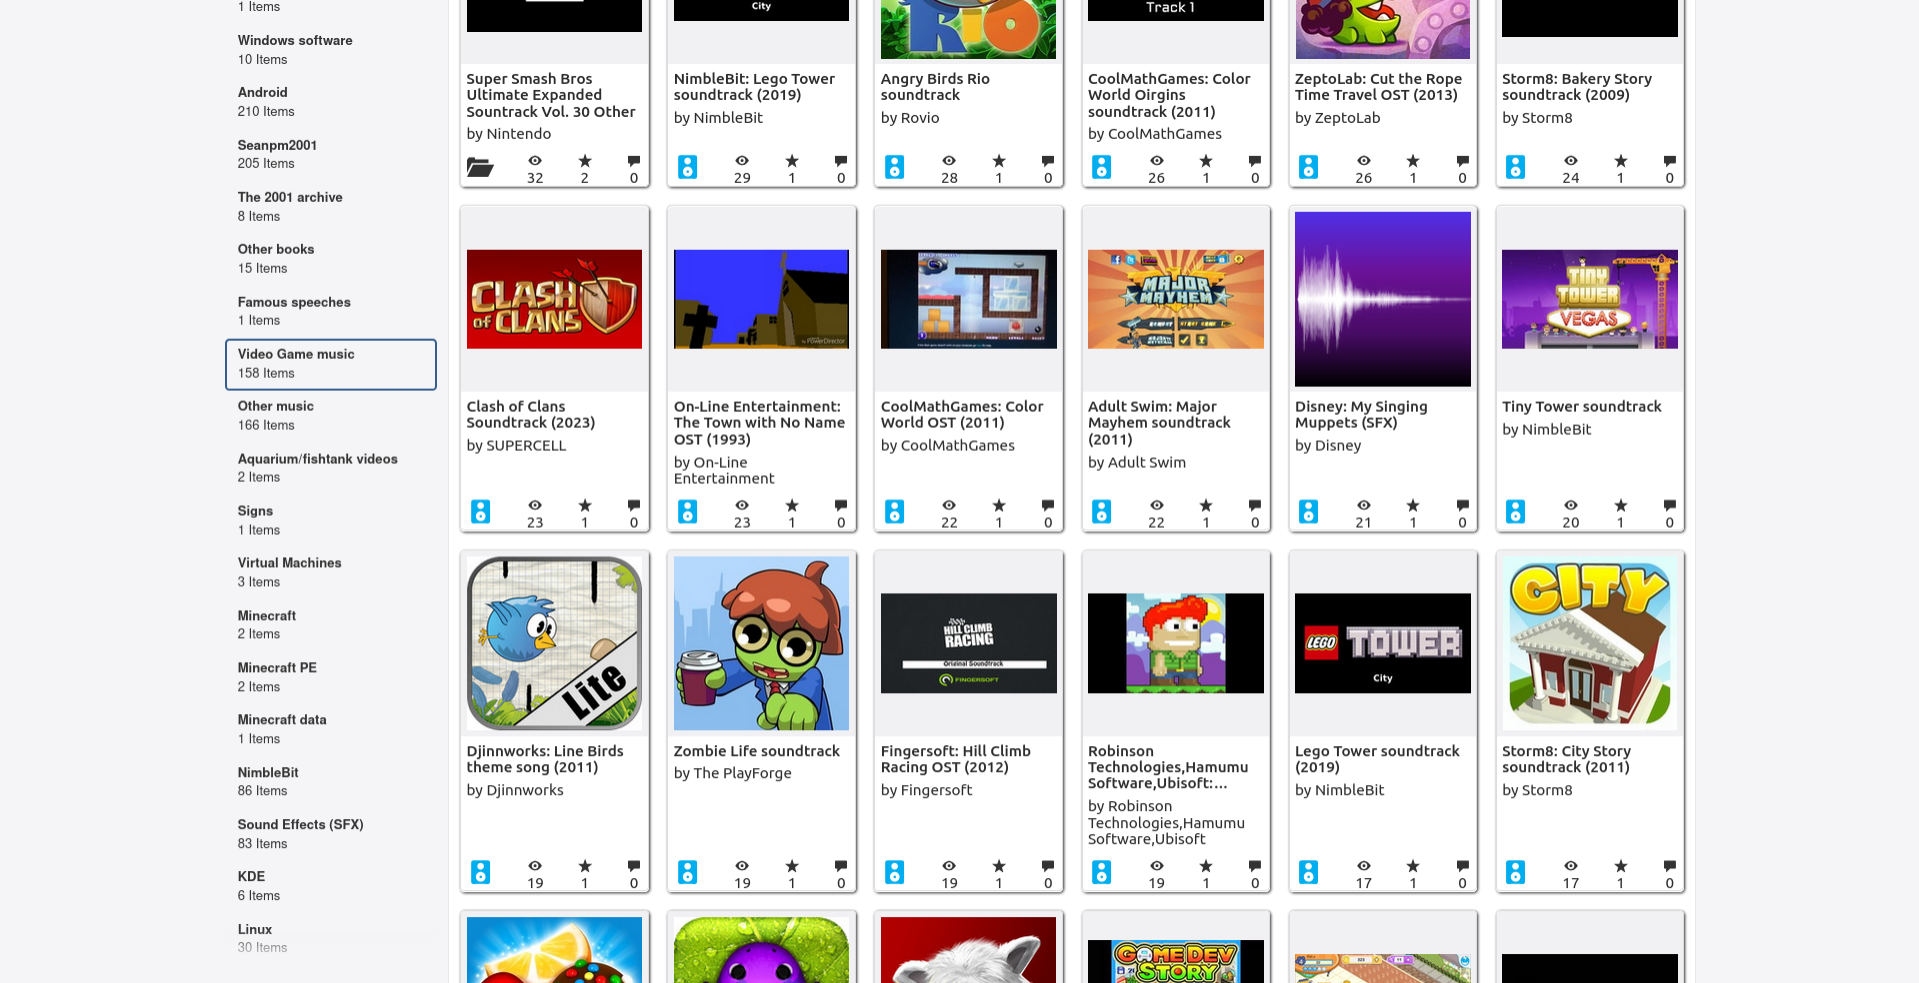 1 Items
Windows software
10 Items
Android
210 Items
Seanpm2001
205 Items
The 2001 archive
8 Items
Other books
15 Items
Famous speeches
1 Items
Video Game music
158 Items
Other music
166 Items
Aquarium/fishtank videos
2 Items
Signs
1 Items
Virtual Machines
3 Items
Minecraft
2 Items
Minecraft PE
2 Items
Minecraft data
1 Items
NimbleBit
86 Items
Sound Effects (SFX)
83 Items
KDE
6 Items
Linux
30 Items
Super Smash Bros
Ultimate Expanded
Sountrack Vol. 30 Other
by Nintendo
32
2
0
City
NimbleBit: Lego Tower
soundtrack (2019)
by NimbleBit
29
1
0
RIO
Angry Birds Rio
soundtrack
by Rovio
28
1
0
Track 1
CoolMathGames: Color
World Oirgins
soundtrack (2011)
by CoolMathGames
26
1
0
ZeptoLab: Cut the Rope
Time Travel OST (2013)
by ZeptoLab
26
1
0
Storm8: Bakery Story
soundtrack (2009)
by Storm8
24
1
0
CLASH
OF CLANS
Clash of Clans
Soundtrack (2023)
by SUPERCELL
23
1
0
by PowerDirector
On-Line Entertainment:
The Town with No Name
OST (1993)
by On-Line
Entertainment
23
1
0
CoolMathGames: Color
World OST (2011)
by CoolMathGames
22
1
0
MAJOR
MAYHEM
Adult Swim: Major
Mayhem soundtrack
(2011)
by Adult Swim
22
1
0
Disney: My Singing
Muppets (SFX)
by Disney
21
1
0
TINY
TOWER
VEGAS
Tiny Tower soundtrack
by NimbleBit
20
1
0
Lite
Djinnworks: Line Birds
theme song (2011)
by Djinnworks
19
1
0
Zombie Life soundtrack
by The PlayForge
19
1
0
HILL CLIMB
RACING
Original Soundtrack
FINGERSOFT
Fingersoft: Hill Climb
Racing OST (2012)
by Fingersoft
19
1
0
Robinson
Technologies,Hamumu
Software,Ubisoft:...
by Robinson
Technologies,Hamumu
Software,Ubisoft
19
1
0
LEGO TOWER
City
Lego Tower soundtrack
(2019)
by NimbleBit
17
1
0
CITY
Storm8: City Story
soundtrack (2011)
by Storm8
17
1
0
GAME DEV
STORY